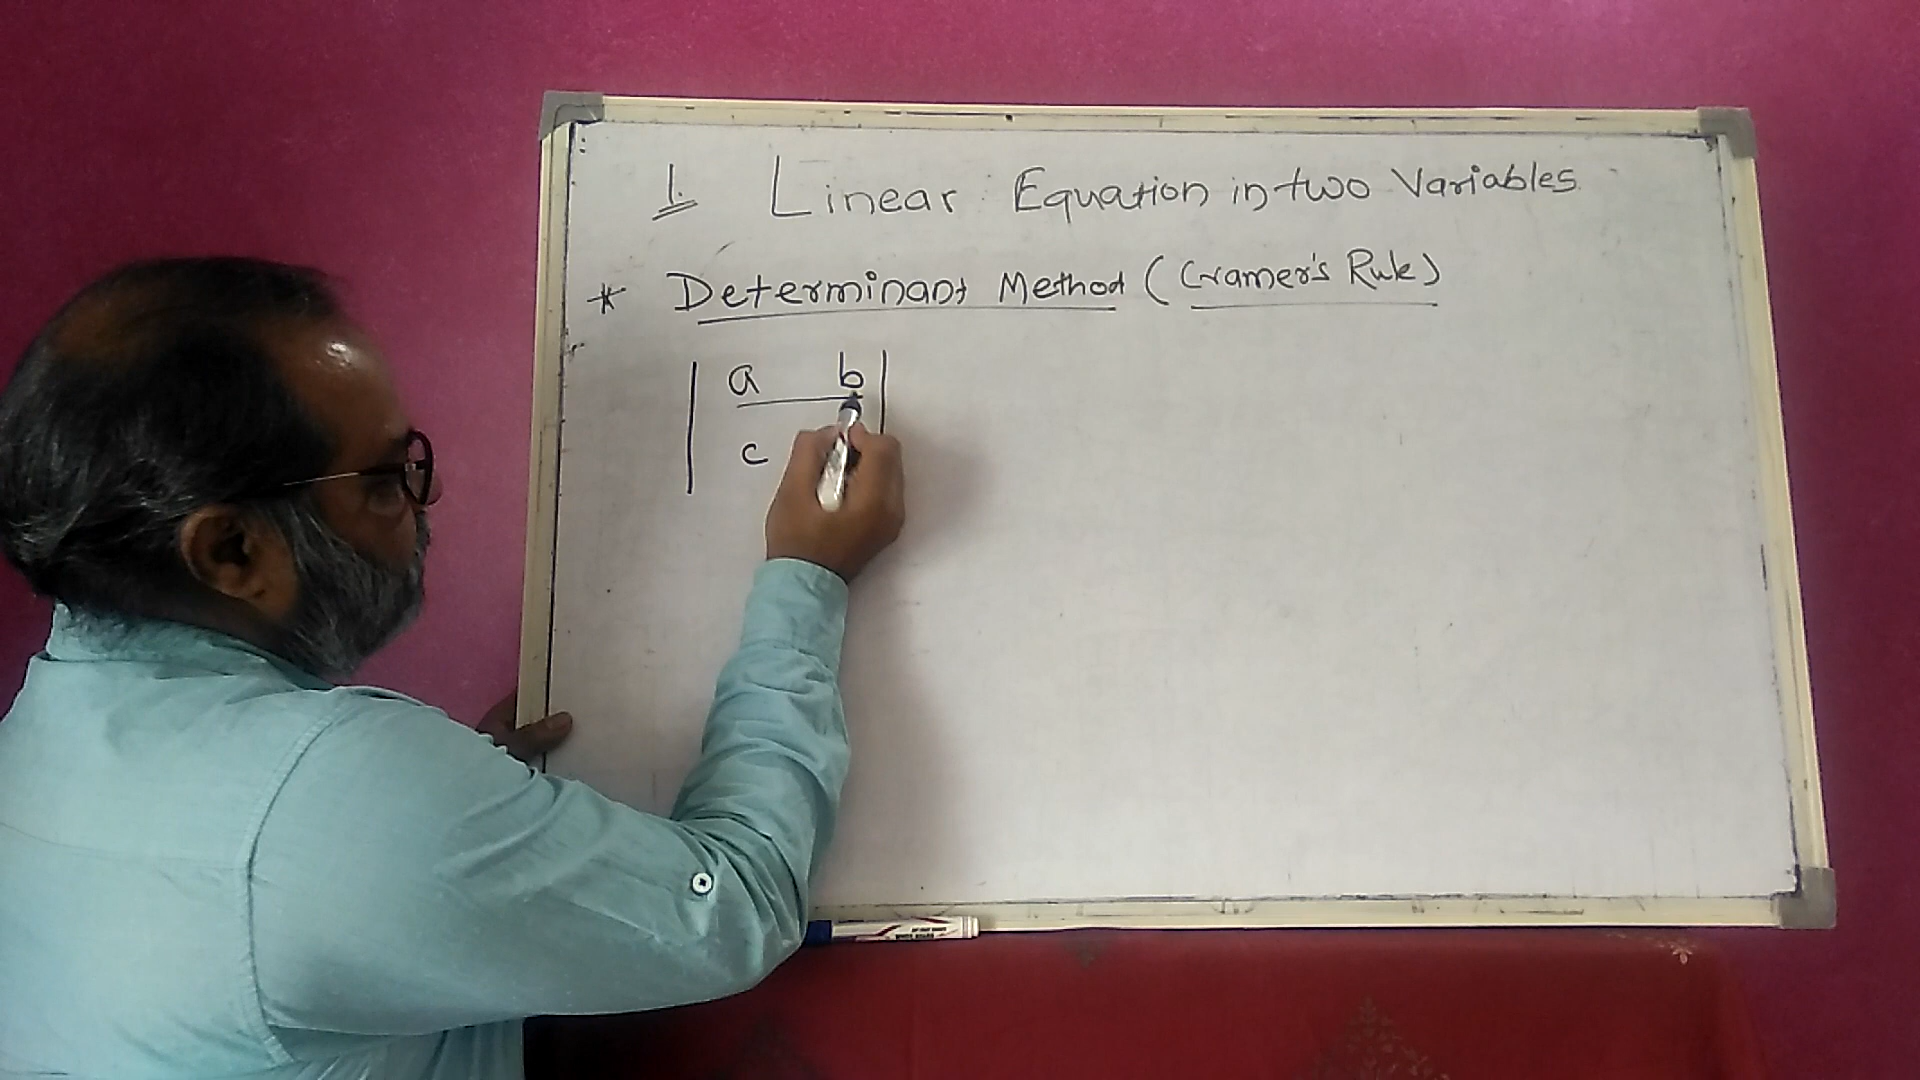 1. Linear Equation in two Variables
* Determinant Method (Cramer's Rule)
a b
c